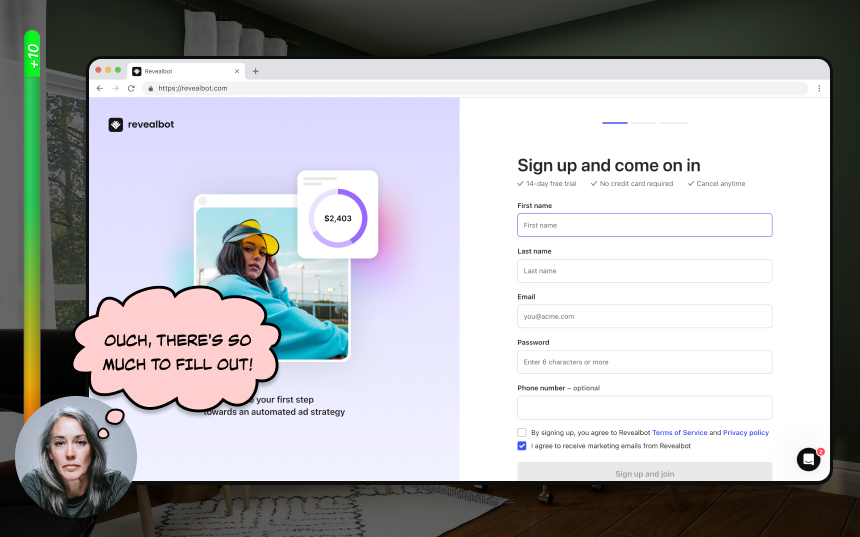 +10
Revealbot
https://revealbot.com
revealbot
$2,403
OUCH, THERE'S SO
MUCH TO FILL OUT!
your first step
towards an automated ad strategy
Sign up and come on in
14-day free trial
No credit card required
Cancel anytime
First name
First name
Last name
Last name
Email
you@acme.com
Password
Enter 6 characters or more
Phone number – optional
By signing up, you agree to Revealbot Terms of Service and Privacy policy
I agree to receive marketing emails from Revealbot
Sign up and join
2